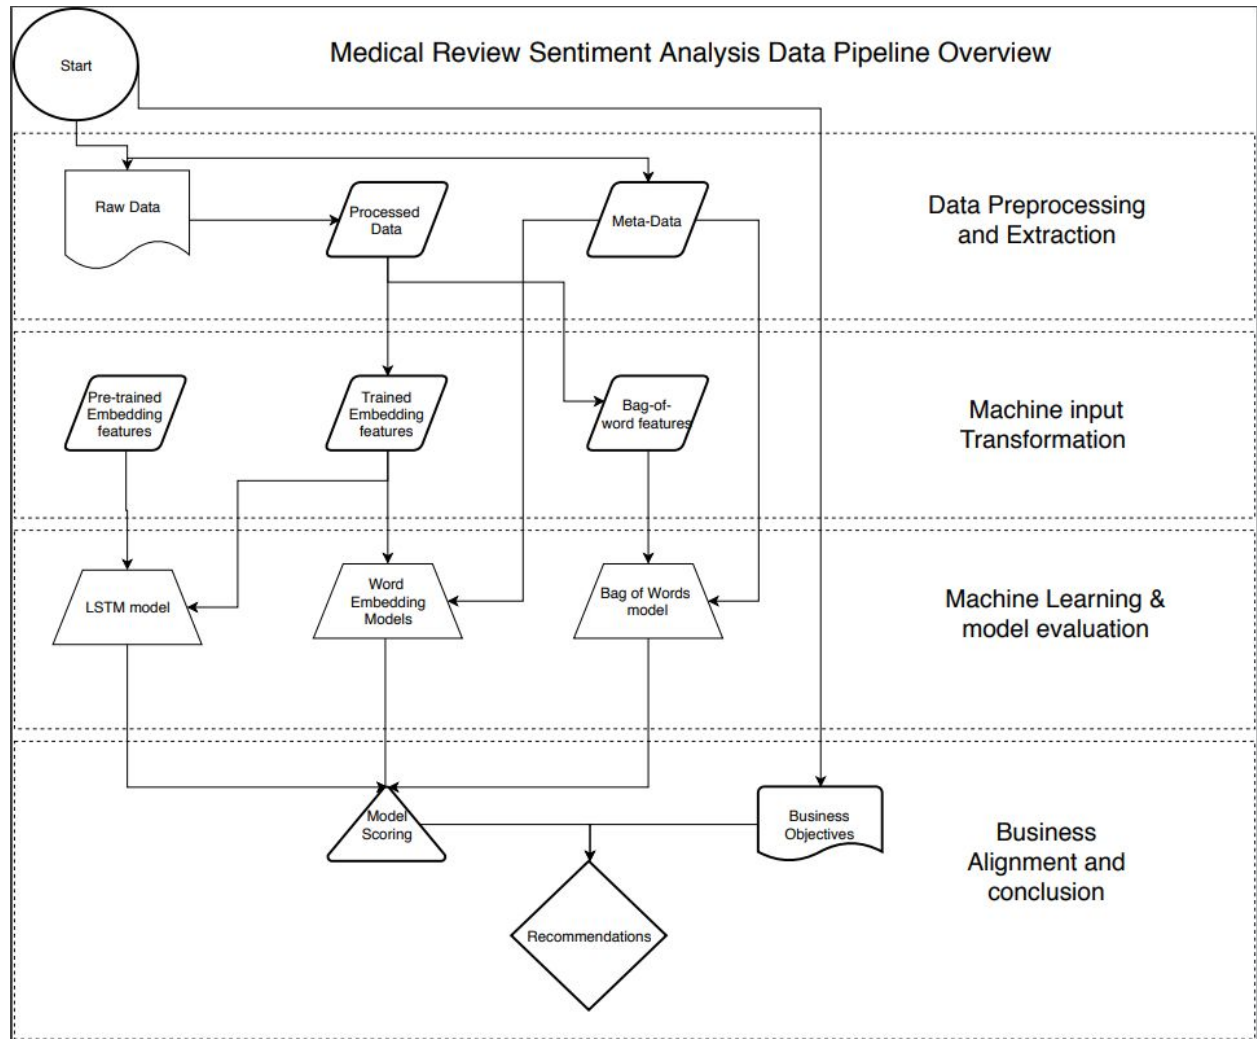 Medical Review Sentiment Analysis Data Pipeline Overview
Start
Raw Data
Processed
Data
Meta-Data
Data Preprocessing
and Extraction
Pre-trained
Embedding
features
Trained
Embedding
features
Bag-of-
word features
Machine input
Transformation
LSTM model
Word
Embedding
Models
Bag of Words
model
Machine Learning &
model evaluation
Model
Scoring
Business
Objectives
Business
Alignment and
conclusion
Recommendations